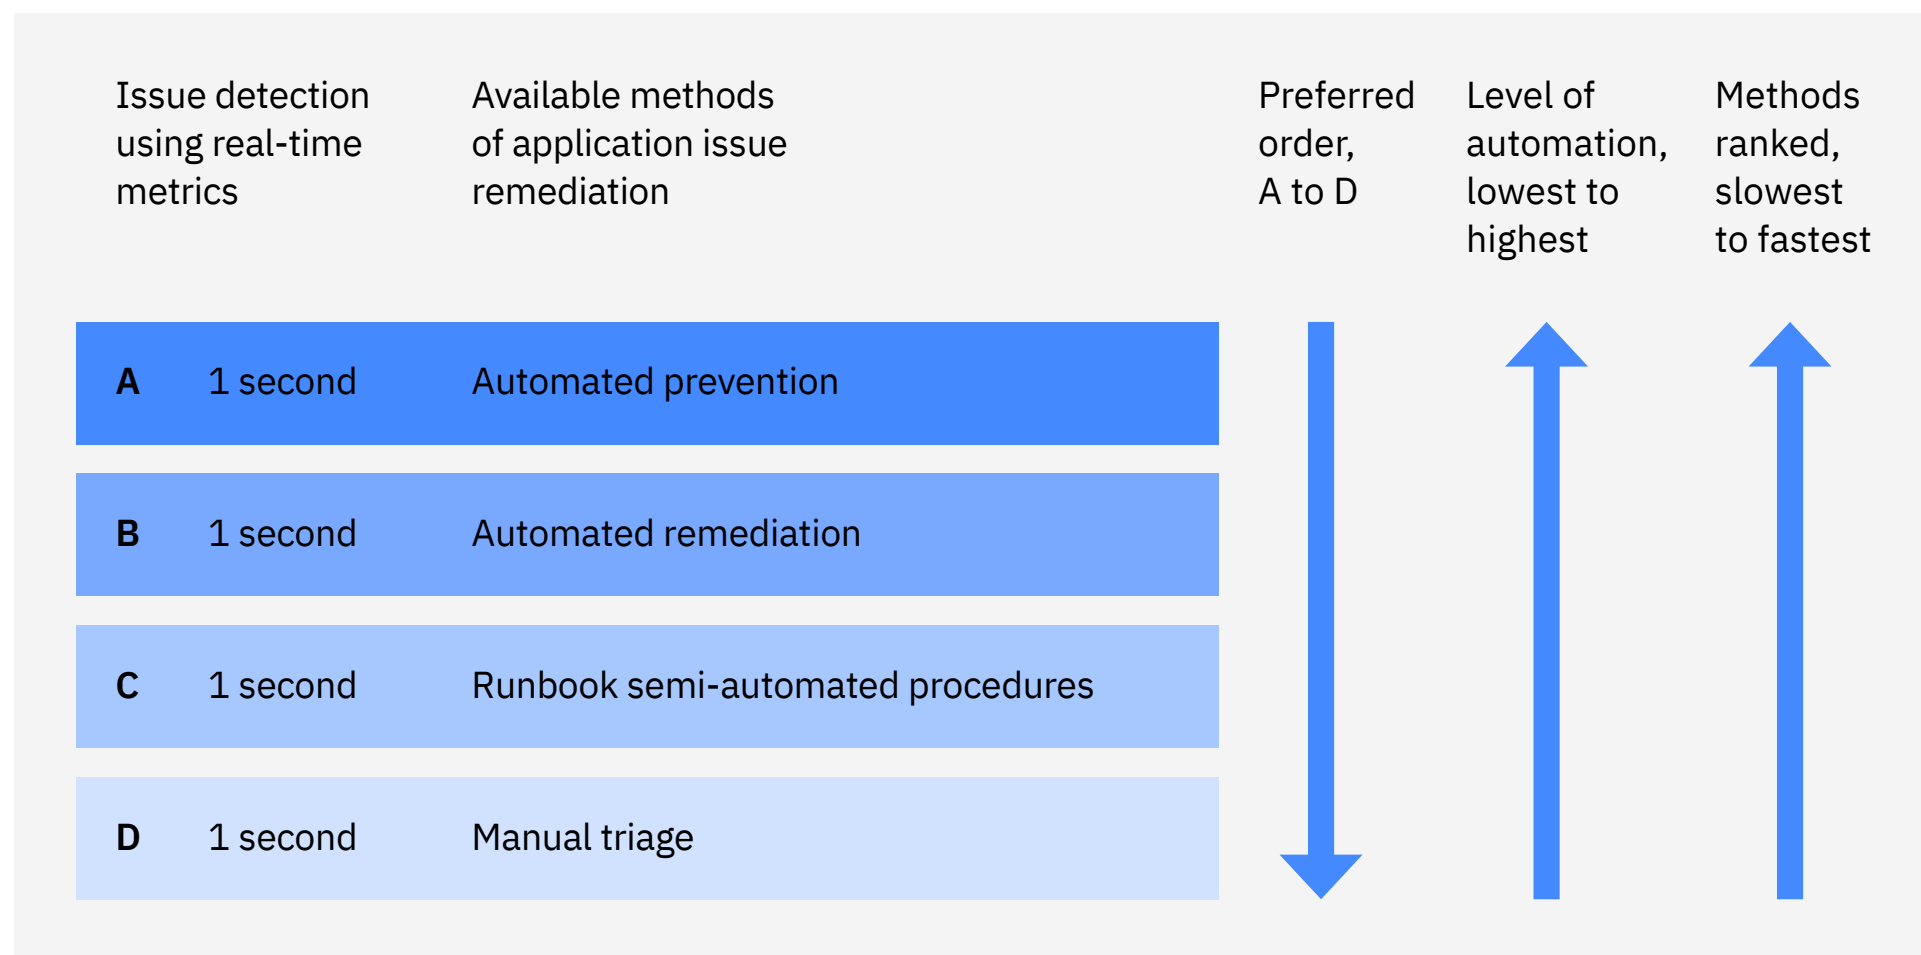 Issue detection
using real-time
metrics
Available methods
of application issue
remediation
Preferred
order,
A to D
Level of
automation,
lowest to
highest
Methods
ranked,
slowest
to fastest
A 1 second Automated prevention
B 1 second Automated remediation
C 1 second Runbook semi-automated procedures
D 1 second Manual triage